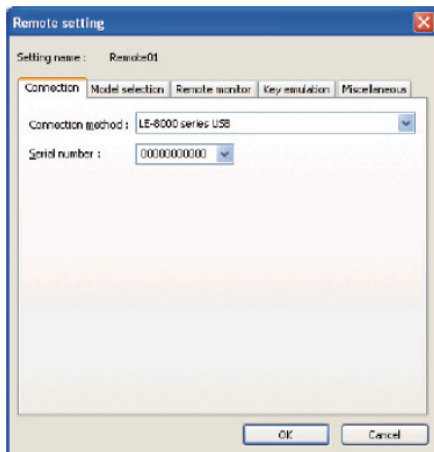 Remote setting
Setting name : Remote01
Connection Model selection Remote monitor Key emulation Miscellaneous
Connection method : LE-8000 series USB
Serial number : 00000000000
OK Cancel